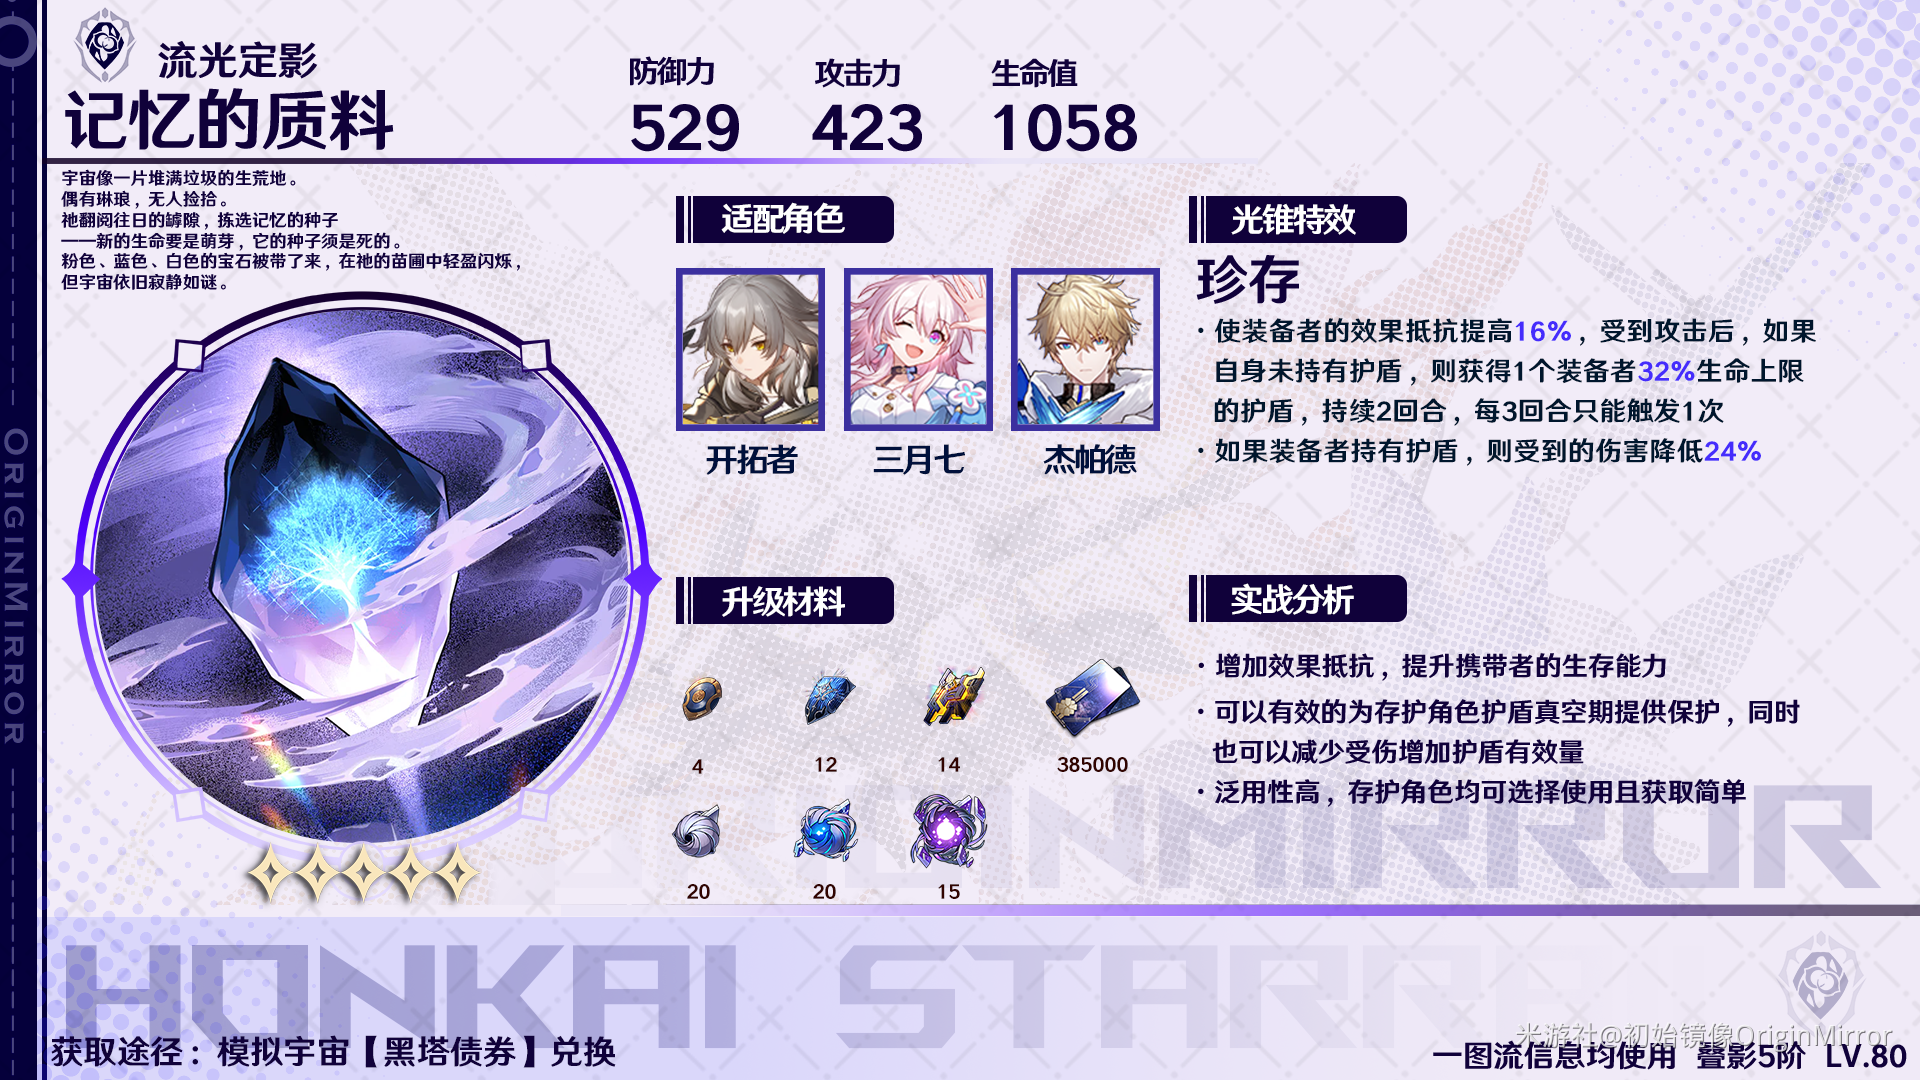 流光定影
记忆的质料
防御力
529
攻击力
423
生命值
1058
宇宙像一片堆满垃圾的生荒地。
偶有琳琅，无人捡拾。
祂翻阅往日的罅隙，拣选记忆的种子
——新的生命要是萌芽，它的种子须是死的。
粉色、蓝色、白色的宝石被带了来，在祂的苗圃中轻盈闪烁，
但宇宙依旧寂静如谜。
适配角色
开拓者
三月七
杰帕德
光锥特效
珍存
·使装备者的效果抵抗提高16%，受到攻击后，如果
自身未持有护盾，则获得1个装备者32%生命上限
的护盾，持续2回合，每3回合只能触发1次
·如果装备者持有护盾，则受到的伤害降低24%
升级材料
4
12
14
385000
20
20
15
实战分析
·增加效果抵抗，提升携带者的生存能力
·可以有效的为存护角色护盾真空期提供保护，同时
也可以减少受伤增加护盾有效量
·泛用性高，存护角色均可选择使用且获取简单
ORIGINMIRROR
HONKAI STARRAIL
获取途径：模拟宇宙【黑塔债券】兑换
米游社@初始镜像OriginMirror
一图流信息均使用 叠影5阶 LV.80